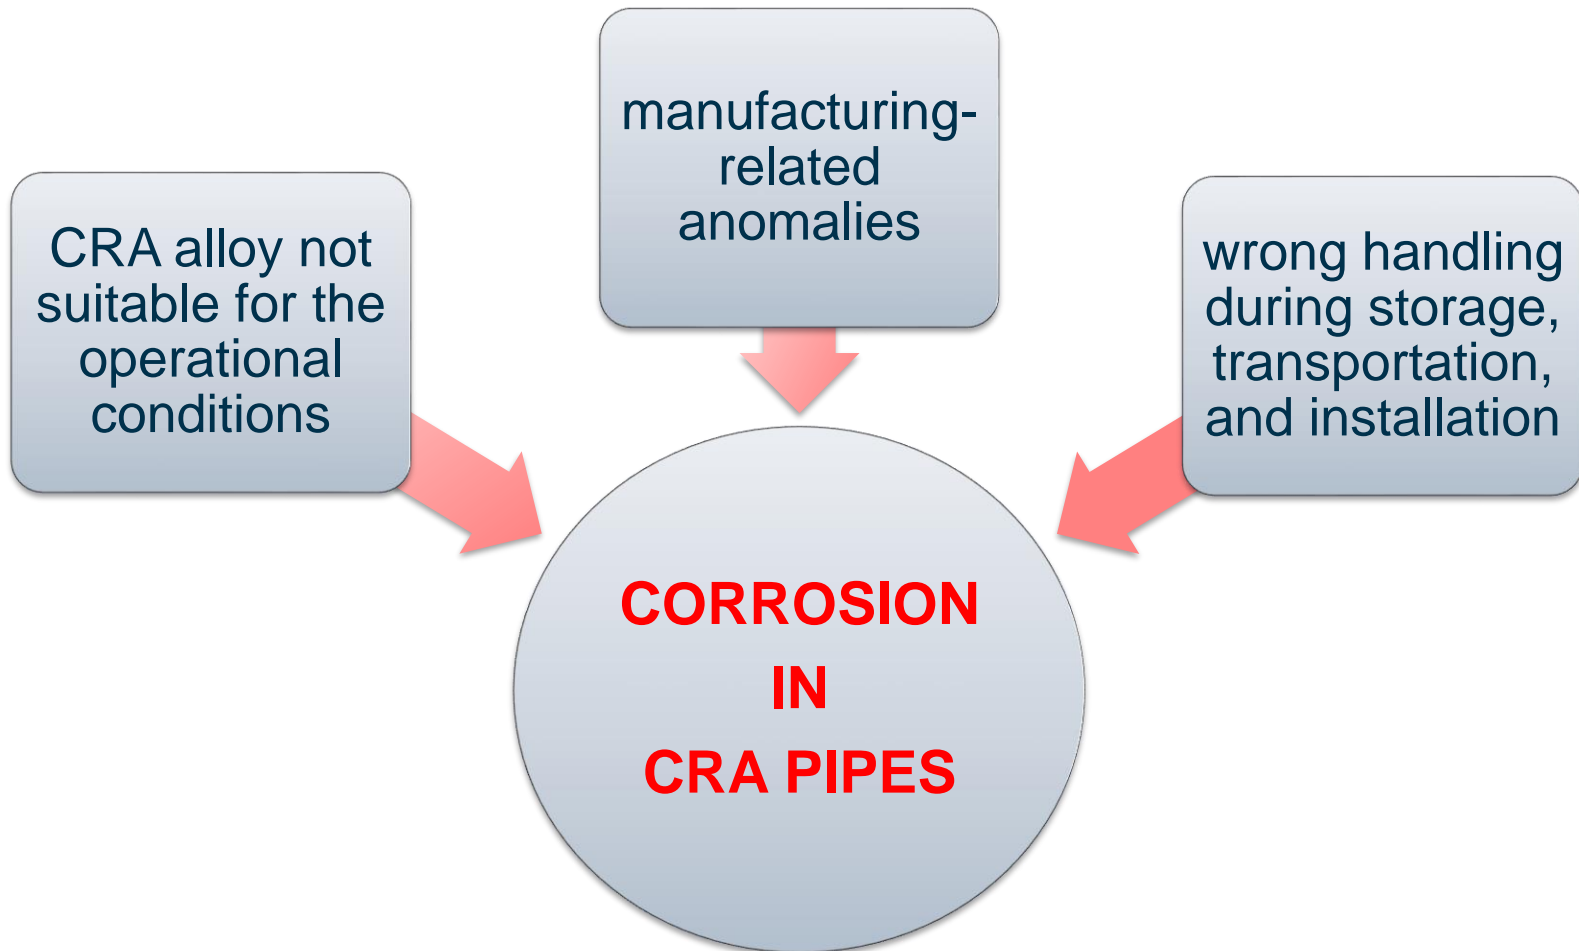 CRA alloy not
suitable for the
operational
conditions
manufacturing-
related
anomalies
wrong handling
during storage,
transportation,
and installation
CORROSION
IN
CRA PIPES